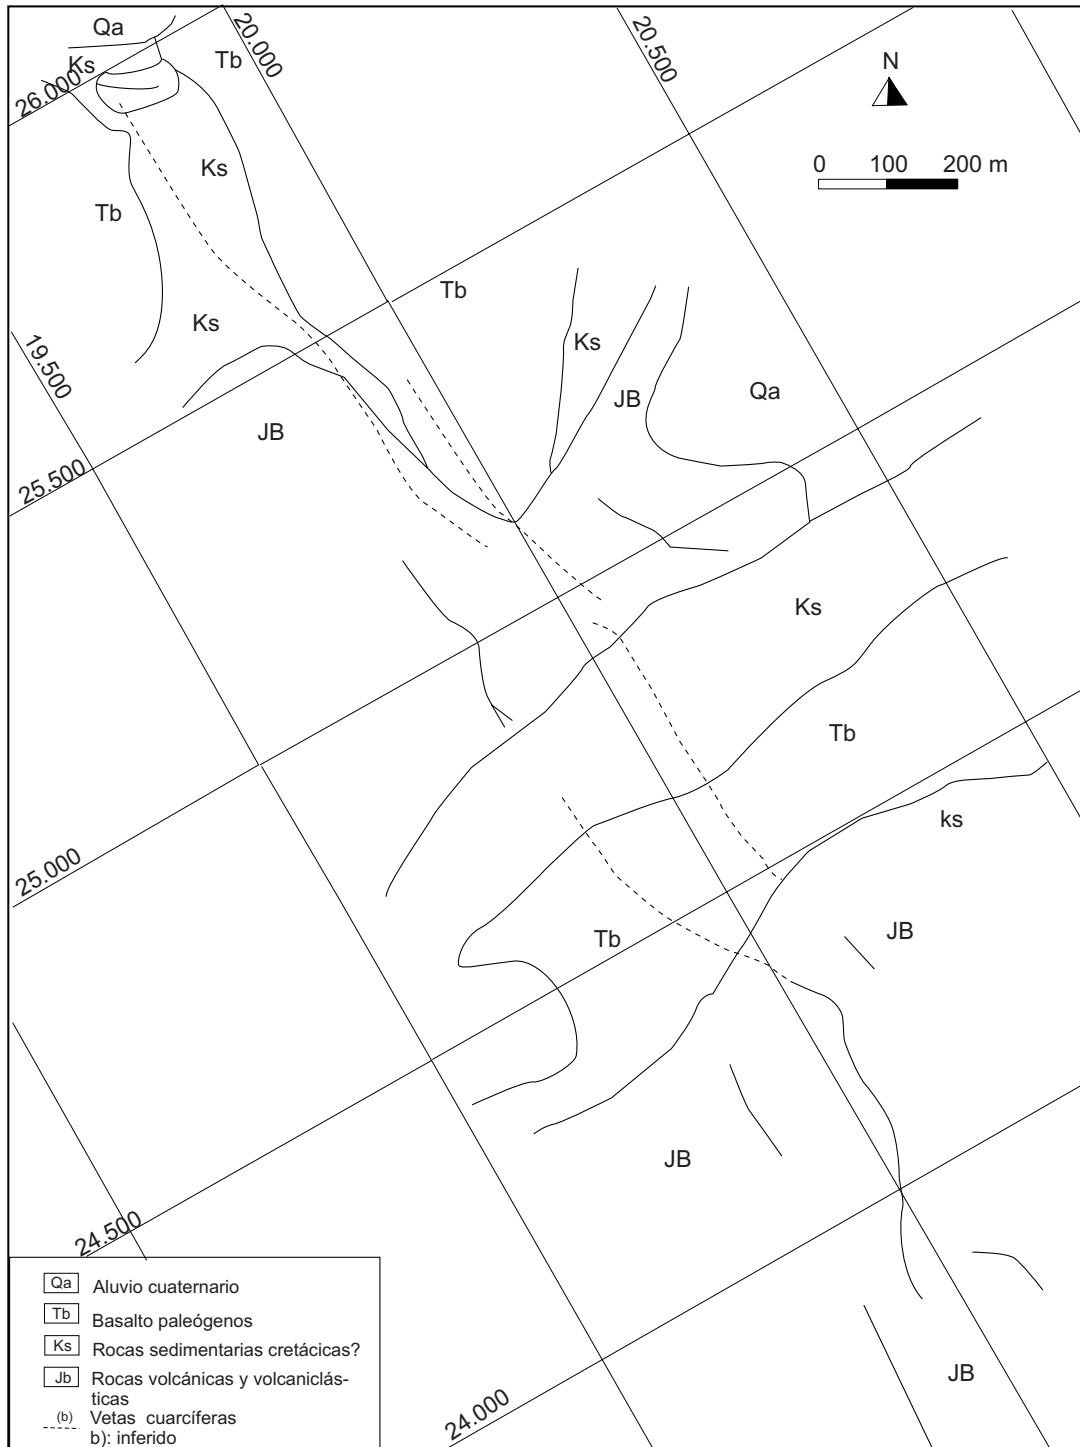 Qa
20.000
20.500
Tb
Ks
N
26.000
0 100 200 m
Ks
Tb
Tb
Ks
Ks
19.500
JB
Qa
JB
25.500
Ks
Tb
ks
25.000
Tb
JB
JB
24.500
JB
24.000
Qa Aluvio cuaternario
Tb Basalto paleógenos
Ks Rocas sedimentarias cretácicas?
Jb Rocas volcánicas y volcaniclás-
ticas
(b) Vetas cuarcíferas
b): inferido